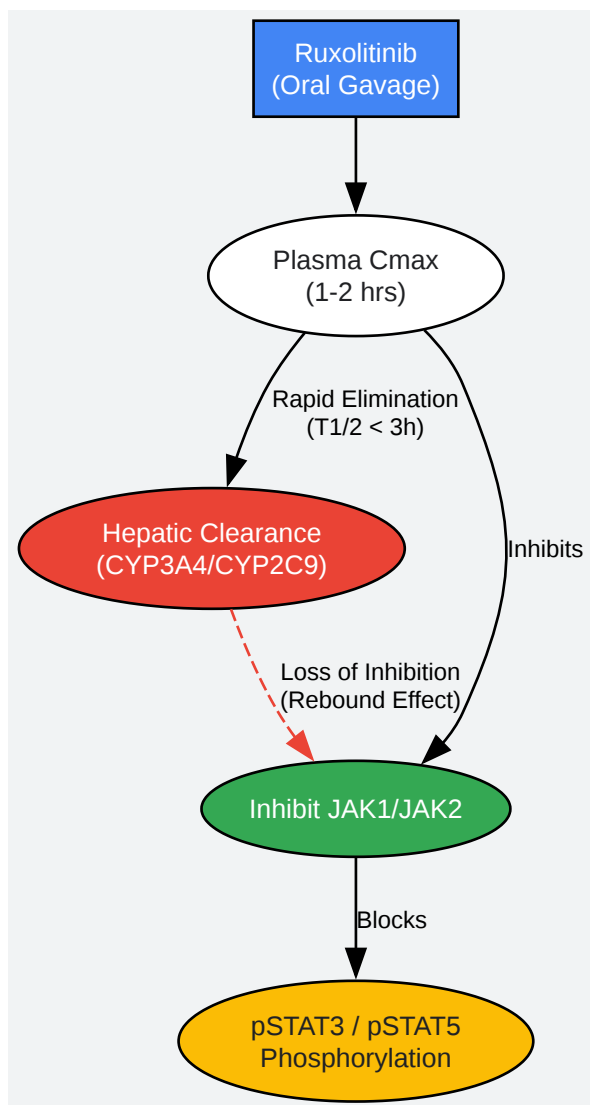 Ruxolitinib
(Oral Gavage)
Plasma Cmax
(1-2 hrs)
Rapid Elimination
(T1/2 < 3h)
Hepatic Clearance
(CYP3A4/CYP2C9)
Inhibits
Loss of Inhibition
(Rebound Effect)
Inhibit JAK1/JAK2
Blocks
pSTAT3 / pSTAT5
Phosphorylation